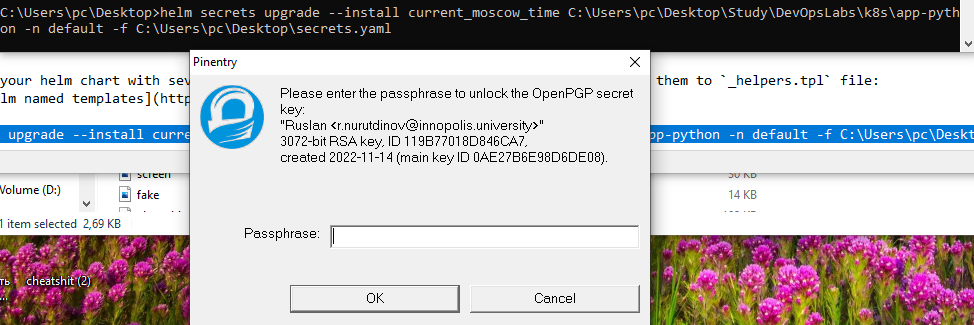 C:\Users\pc\Desktop>helm secrets upgrade --install current_moscow_time C:\Users\pc\Desktop\Study\DevOpsLabs\k8s\app-pyth
on -n default -f C:\Users\pc\Desktop\secrets.yaml
Pinentry
your helm chart with sev
them to `_helpers.tpl` file:
lm named templates](http
Please enter the passphrase to unlock the OpenPGP secret
key:
"Ruslan <r.nurutdinov@innopolis.university>"
3072-bit RSA key, ID 119B77018D846CA7,
created 2022-11-14 (main key ID 0AE27B6E98D6DE08).
upgrade --install curre
app-python -n default -f C:\Users\pc\Deskt
screen
30 KB
Volume (D:)
fake
14 KB
1 item selected 2,69 KB
Passphrase:
ть
cheatshit (2)
...
OK
Cancel